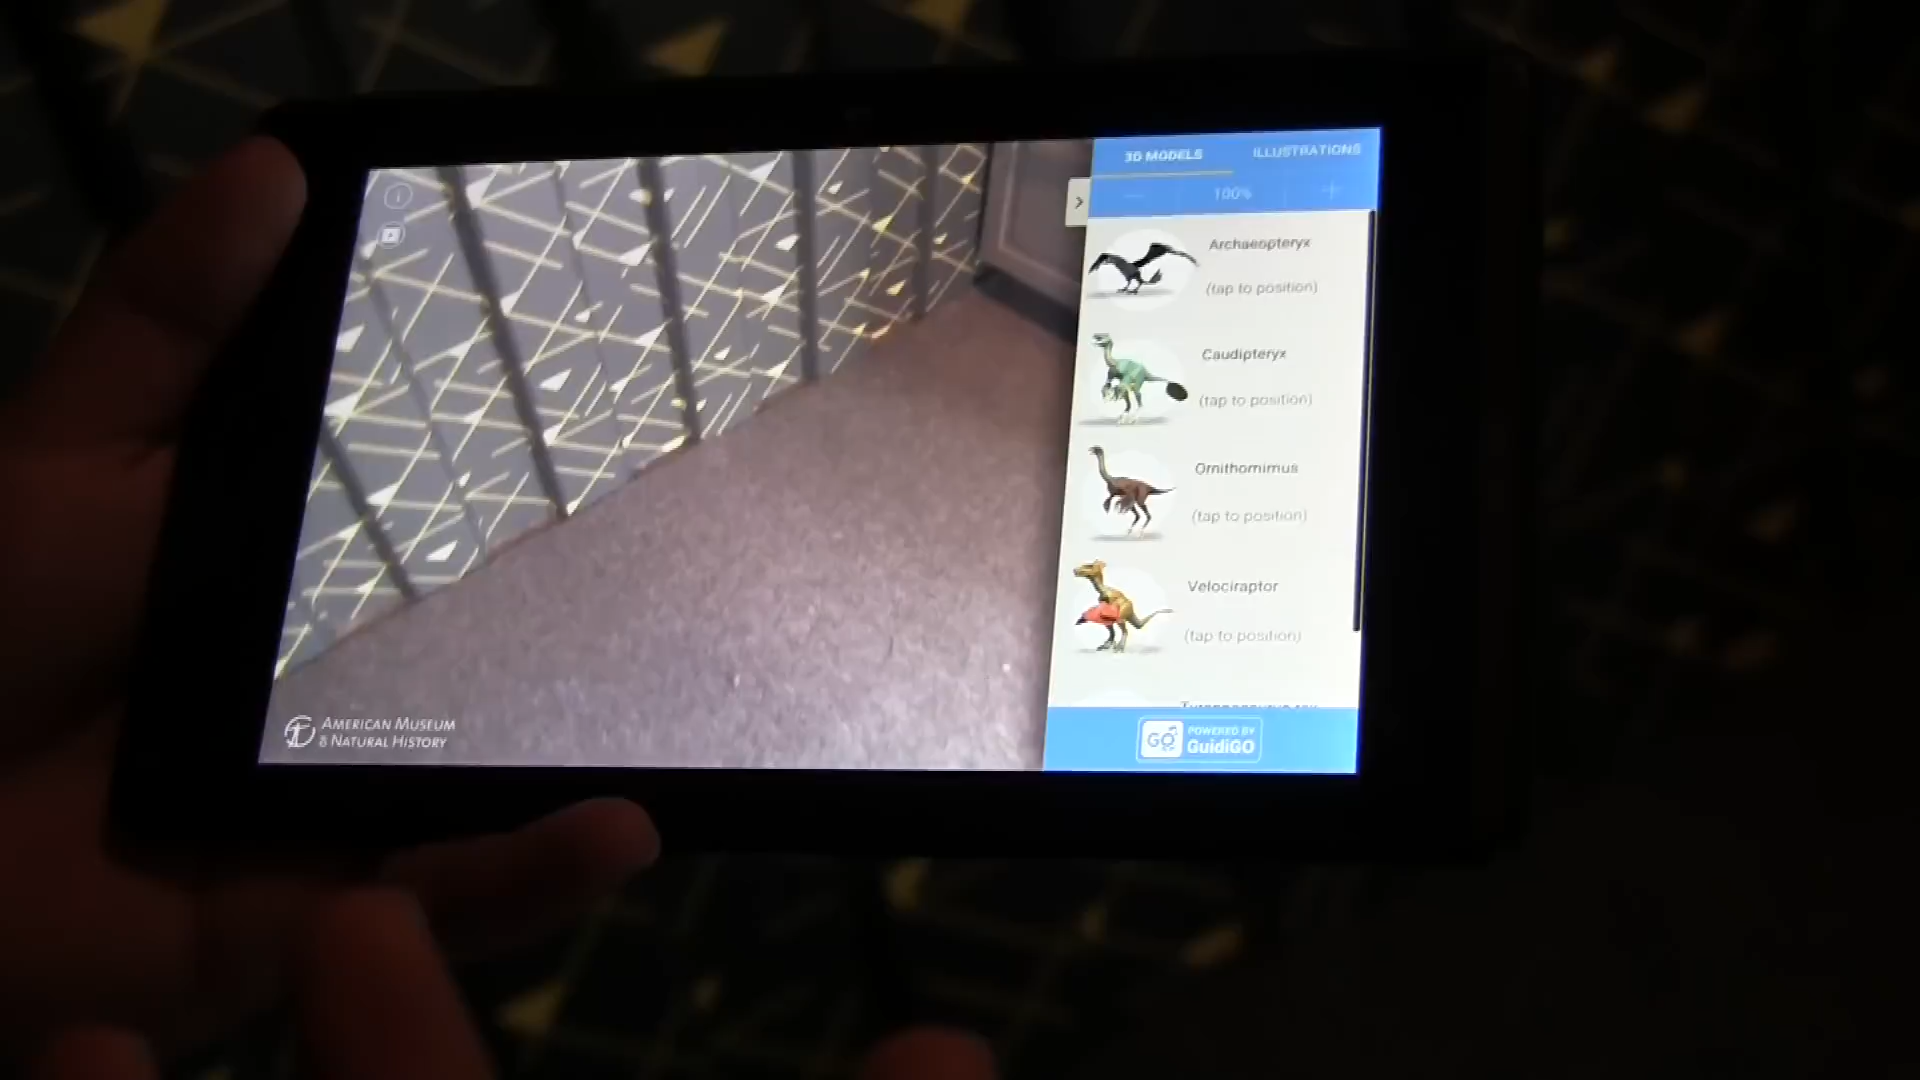 3D MODELS
ILLUSTRATIONS
100%
Archaeopteryx
(tap to position)
Caudipteryx
(tap to position)
Ornithomimus
(tap to position)
Velociraptor
(tap to position)
AMERICAN MUSEUM
& NATURAL HISTORY
GO
POWERED BY
GuidiGO